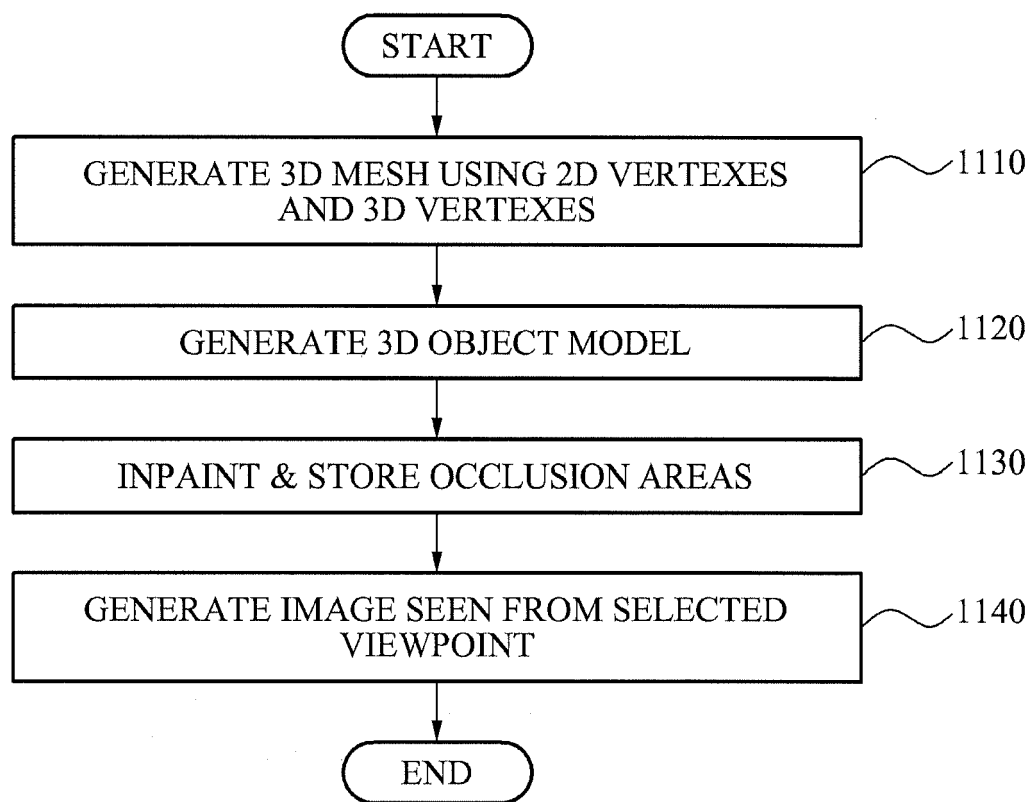 START
GENERATE 3D MESH USING 2D VERTEXES
AND 3D VERTEXES
1110
GENERATE 3D OBJECT MODEL
1120
INPAINT & STORE OCCLUSION AREAS
1130
GENERATE IMAGE SEEN FROM SELECTED
VIEWPOINT
1140
END